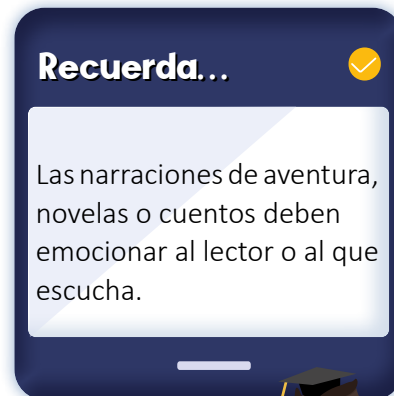 Recuerda...
Las narraciones de aventura,
novelas o cuentos deben
emocionar al lector o al que
escucha.